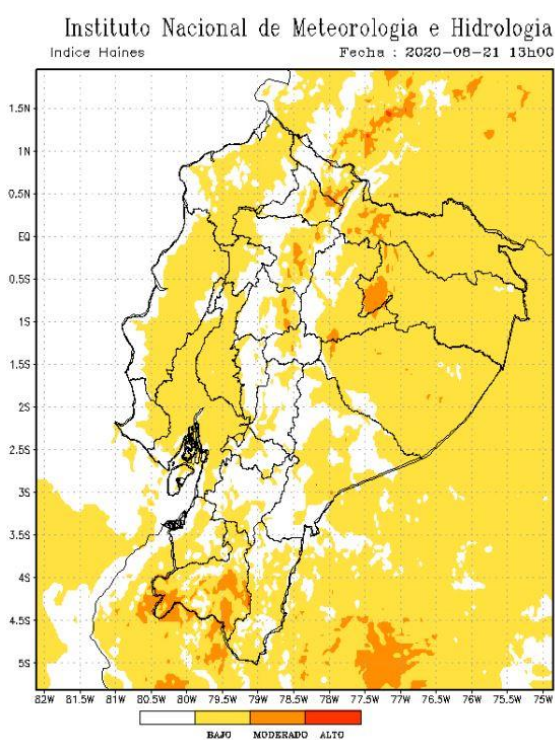 Instituto Nacional de Meteorologia e Hidrologia
Indice Haines Fecha : 2020-08-21 13h00
1.5N
1N
0.5N
EQ
0.5S
1S
1.5S
2S
2.5S
3S
3.5S
4S
4.5S
5S
82W 81.5W 81W 80.5W 80W 79.5W 79W 78.5W 78W 77.5W 77W 76.5W 76W 75.5W 75W
BAJO MODERADO ALTO